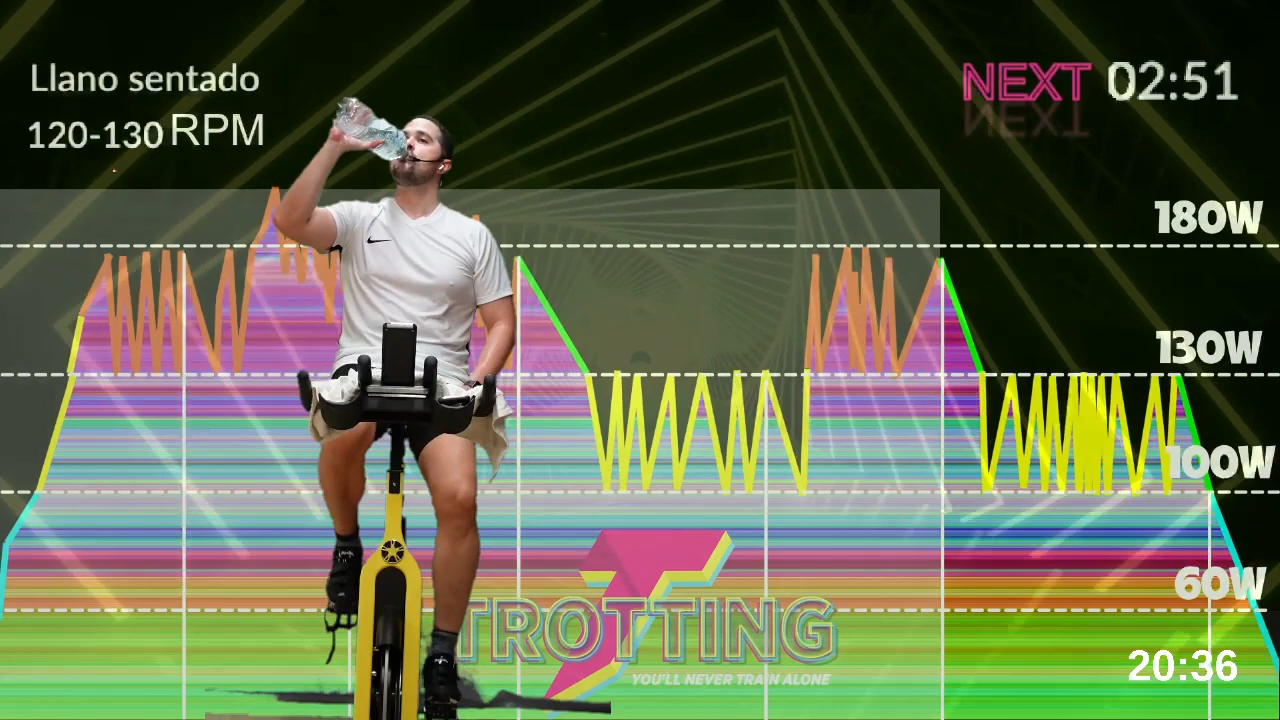 Llano sentado
120-130 RPM
NEXT 02:51
180W
130W
100W
60W
TROTTING
YOU'LL NEVER TRAIN ALONE
20:36